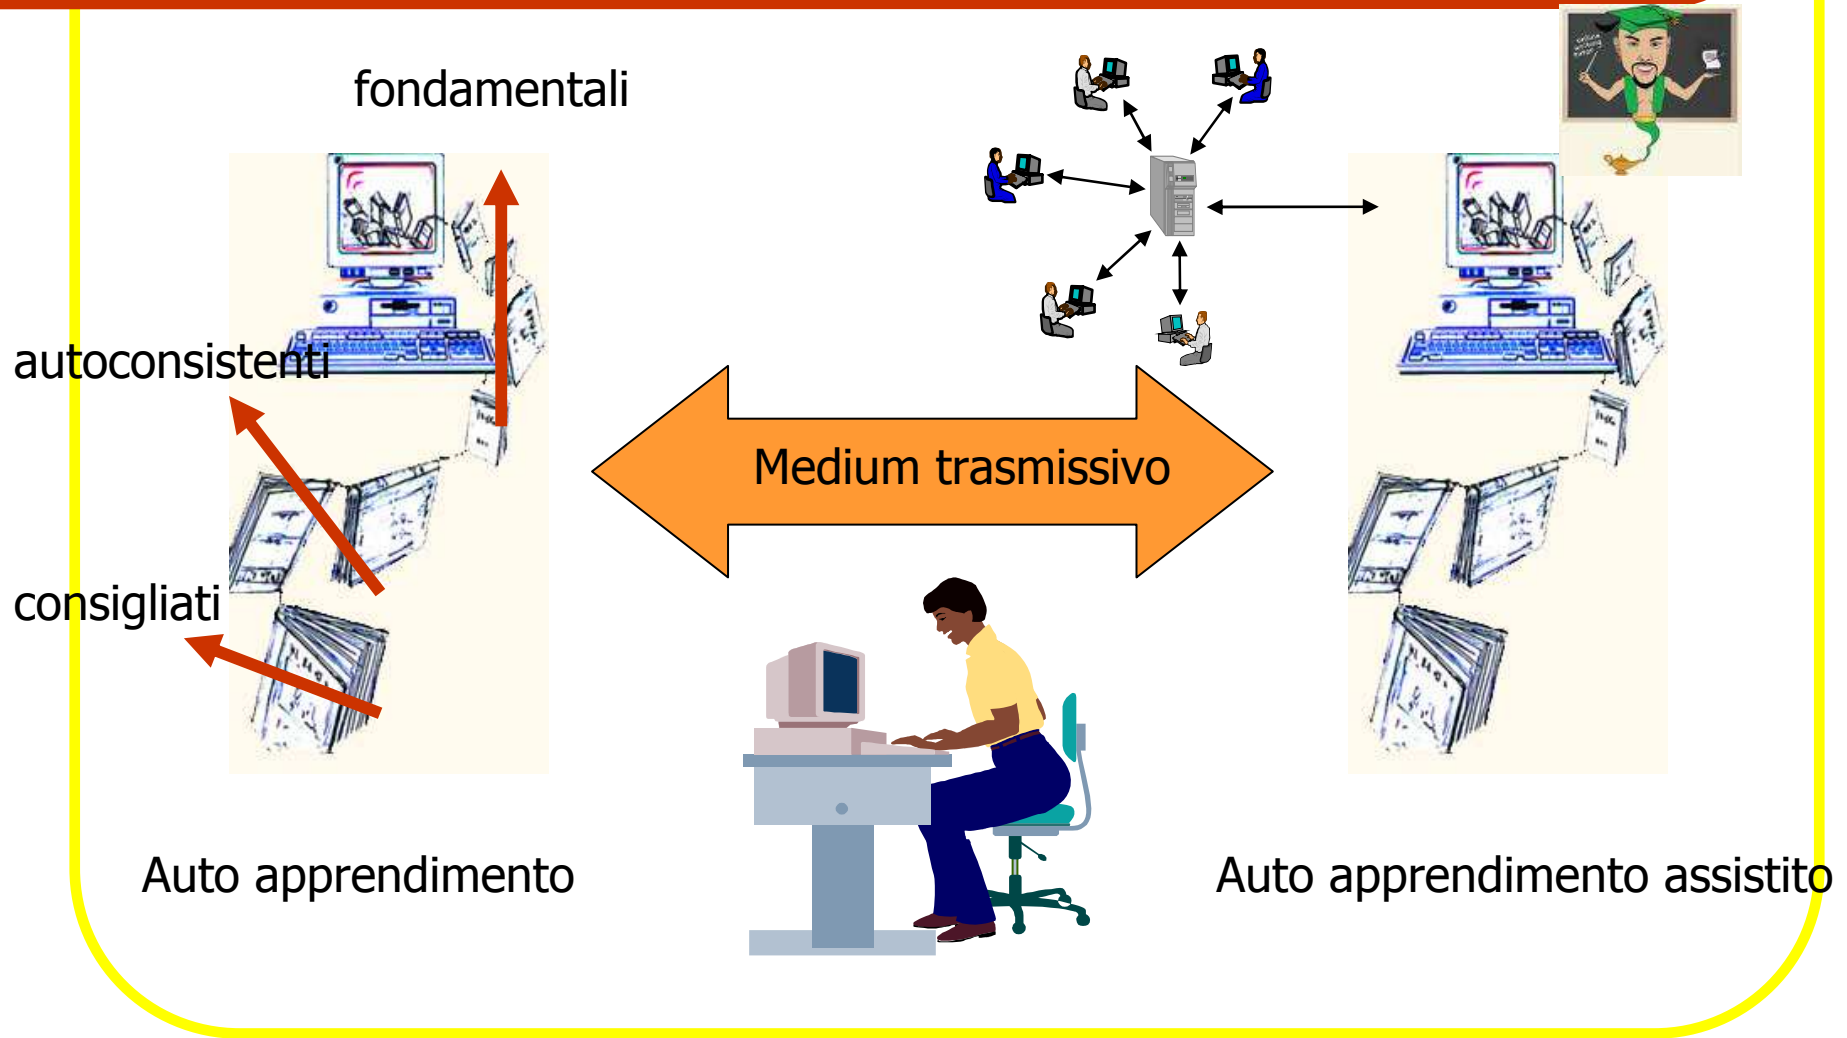 fondamentali
autoconsistenti
Medium trasmissivo
consigliati
Auto apprendimento
Auto apprendimento assistito